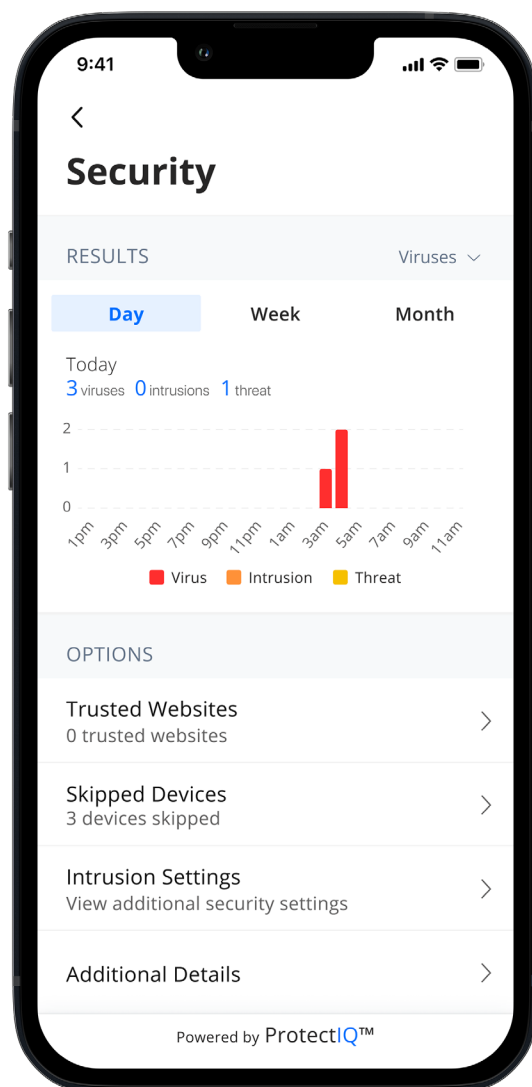 9:41
Security
RESULTS Viruses
Day Week Month
Today
3 viruses 0 intrusions 1 threat
2
1
0
1pm 3pm 5pm 7pm 9pm 11pm 1am 3am 5am 7am 9am 11am
Virus Intrusion Threat
OPTIONS
Trusted Websites
0 trusted websites
Skipped Devices
3 devices skipped
Intrusion Settings
View additional security settings
Additional Details
Powered by ProtectIQ™